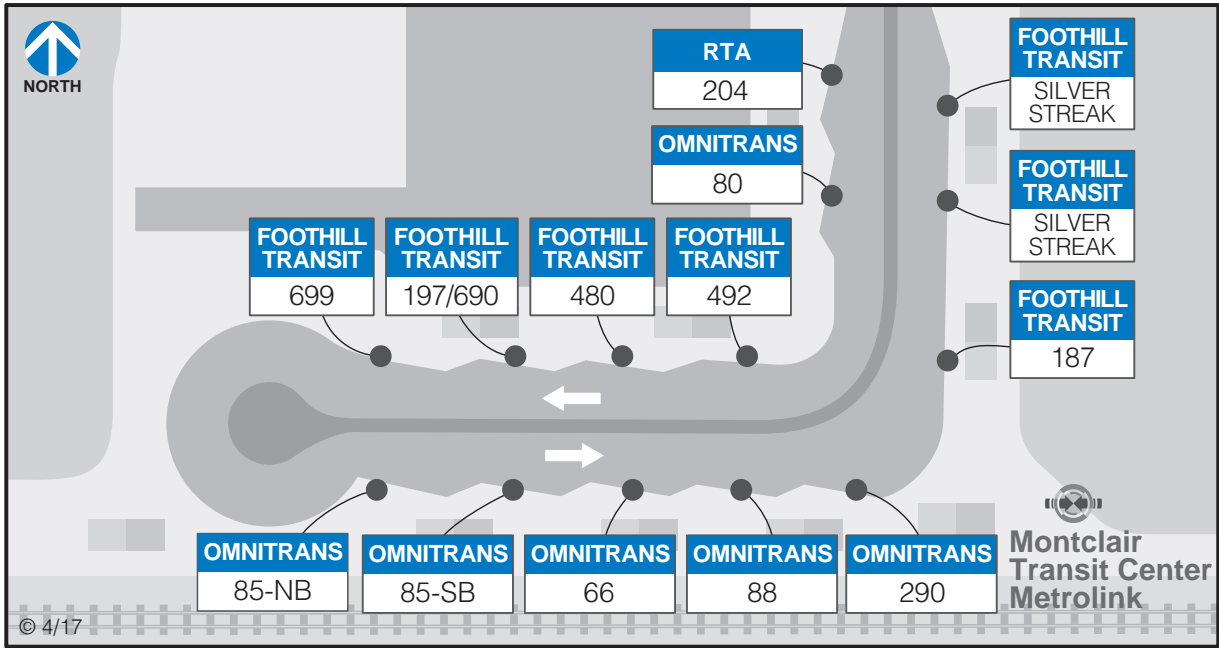 NORTH
RTA
204
FOOTHILL
TRANSIT
SILVER
STREAK
OMNITRANS
80
FOOTHILL
TRANSIT
SILVER
STREAK
FOOTHILL
TRANSIT
699
FOOTHILL
TRANSIT
197/690
FOOTHILL
TRANSIT
480
FOOTHILL
TRANSIT
492
FOOTHILL
TRANSIT
187
OMNITRANS
85-NB
OMNITRANS
85-SB
OMNITRANS
66
OMNITRANS
88
OMNITRANS
290
Montclair
Transit Center
Metrolink
© 4/17